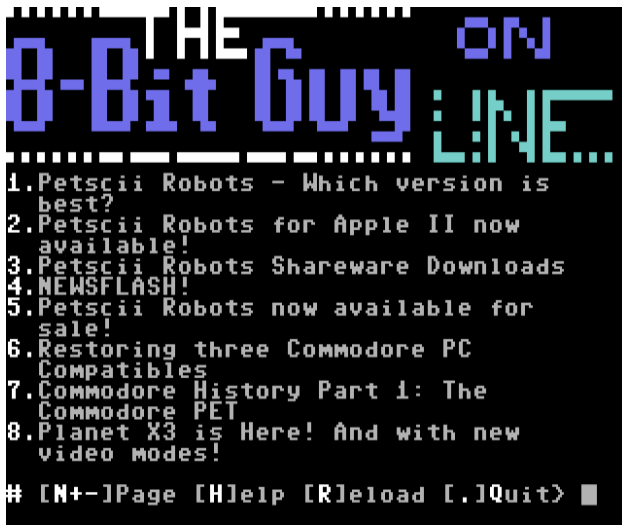 THE
8-Bit Guy
ON
L!NE...
1.Petscii Robots - Which version is
best?
2.Petscii Robots for Apple II now
available!
3.Petscii Robots Shareware Downloads
4.NEWSFLASH!
5.Petscii Robots now available for
sale!
6.Restoring three Commodore PC
Compatibles
7.Commodore History Part 1: The
Commodore PET
8.Planet X3 is Here! And with new
video modes!
# [N+-]Page [H]elp [R]eload [.]Quit>